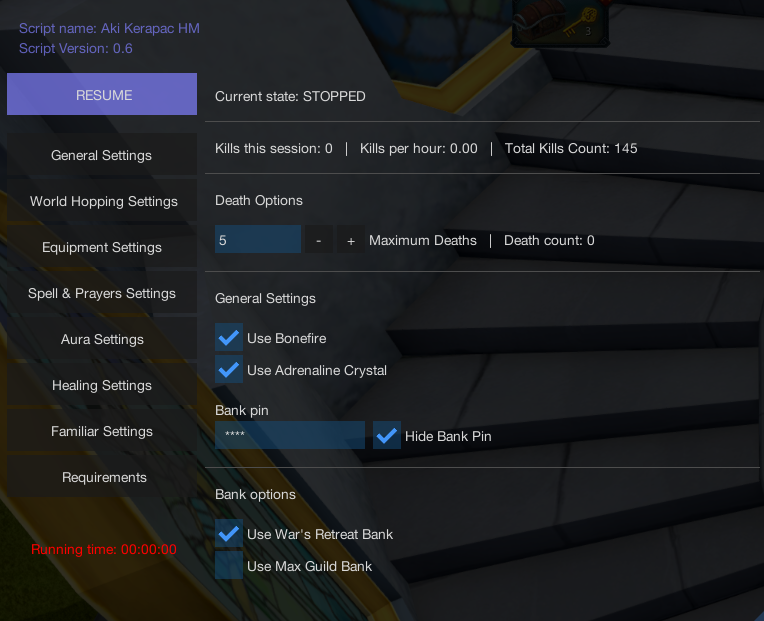 Script name: Aki Kerapac HM
Script Version: 0.6
3
RESUME
General Settings
World Hopping Settings
Equipment Settings
Spell & Prayers Settings
Aura Settings
Healing Settings
Familiar Settings
Requirements
Running time: 00:00:00
Current state: STOPPED
Kills this session: 0 | Kills per hour: 0.00 | Total Kills Count: 145
Death Options
5 - + Maximum Deaths | Death count: 0
General Settings
Use Bonefire
Use Adrenaline Crystal
Bank pin
**** Hide Bank Pin
Bank options
Use War's Retreat Bank
Use Max Guild Bank